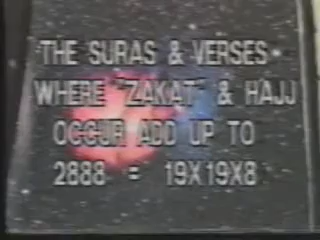 THE SURAS & VERSES
WHERE "ZAKAT" & HAJJ
OCCUR ADD UP TO
2888 = 19X19X8